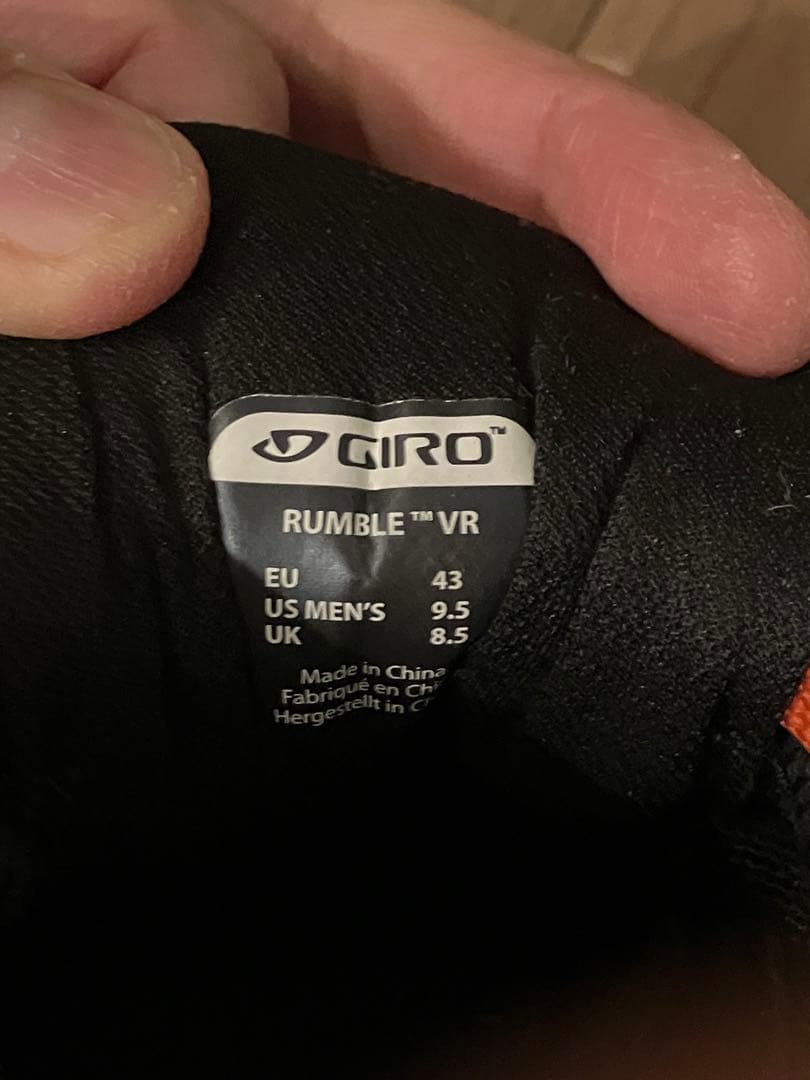 GIRO™
RUMBLE™ VR
EU 43
US MEN'S 9.5
UK 8.5
Made in China
Fabriqué en
Hergestellt in